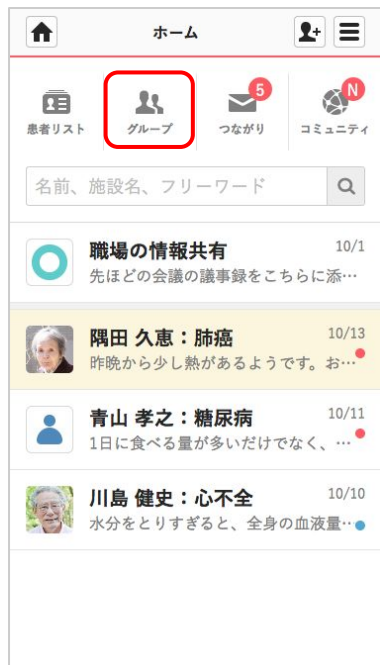 ホーム
5
N
患者リスト グループ つながり コミュニティ
名前、施設名、フリーワード
職場の情報共有 10/1
先ほどの会議の議事録をこちらに添…
隅田 久恵：肺癌 10/13
昨晩から少し熱があるようです。お…
青山 孝之：糖尿病 10/11
1日に食べる量が多いだけでなく、…
川島 健史：心不全 10/10
水分をとりすぎると、全身の血液量…